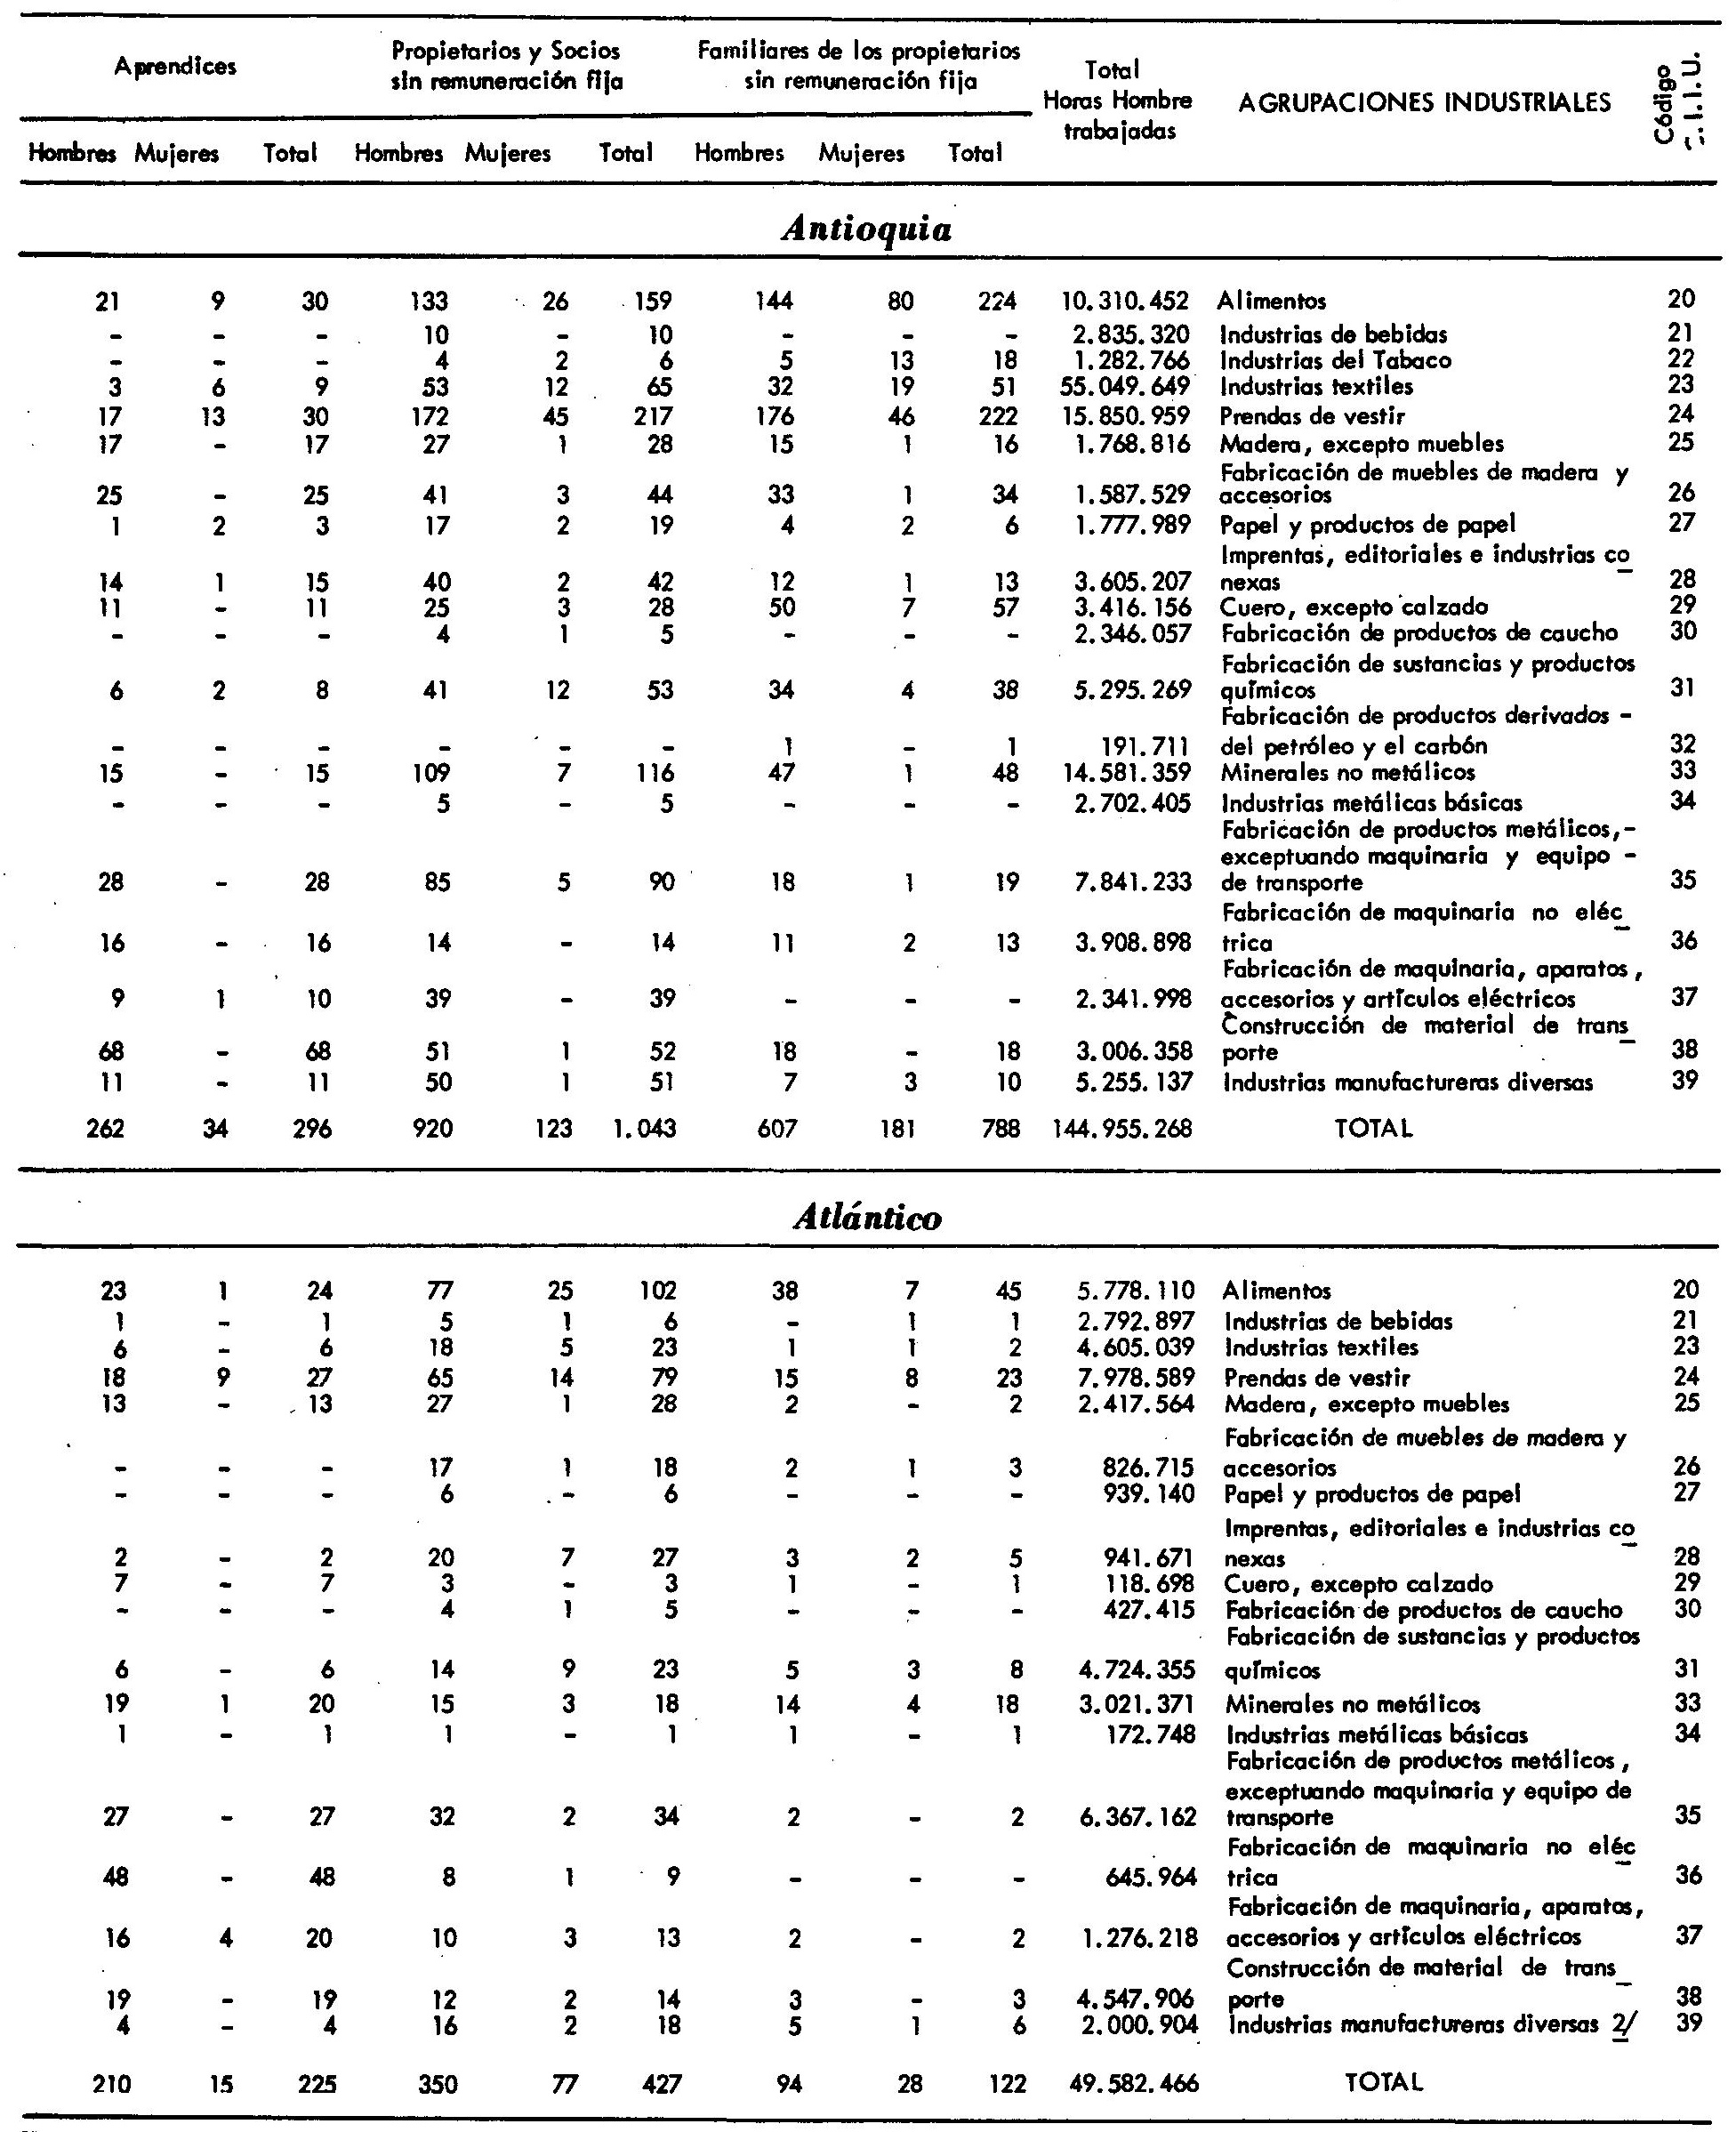 Aprendices Propietarios y Socios Familiares de los propietarios Total AGRUPACIONES INDUSTRIALES Código
sin remuneración fija sin remuneración fija Horas Hombre C.I.I.U.
trabajadas
Hombres Mujeres Total Hombres Mujeres Total Hombres Mujeres Total
Antioquia
21 9 30 133 26 159 144 80 224 10.310.452 Alimentos 20
- - - 10 - 10 - - - 2.835.320 Industrias de bebidas 21
- - - 4 2 6 5 13 18 1.282.766 Industrias del Tabaco 22
3 6 9 53 12 65 32 19 51 55.049.649 Industrias textiles 23
17 13 30 172 45 217 176 46 222 15.850.959 Prendas de vestir 24
17 - 17 27 1 28 15 1 16 1.768.816 Madera, excepto muebles 25
Fabricación de muebles de madera y
25 - 25 41 3 44 33 1 34 1.587.529 accesorios 26
1 2 3 17 2 19 4 2 6 1.777.989 Papel y productos de papel 27
Imprentas, editoriales e industrias co
14 1 15 40 2 42 12 1 13 3.605.207 nexas 28
11 - 11 25 3 28 50 7 57 3.416.156 Cuero, excepto calzado 29
- - - 4 1 5 - - - 2.346.057 Fabricación de productos de caucho 30
Fabricación de sustancias y productos
6 2 8 41 12 53 34 4 38 5.295.269 químicos 31
Fabricación de productos derivados -
- - - - - - 1 - 1 191.711 del petróleo y el carbón 32
15 - 15 109 7 116 47 1 48 14.581.359 Minerales no metálicos 33
- - - 5 - 5 - - - 2.702.405 Industrias metálicas básicas 34
Fabricación de productos metálicos,-
exceptuando maquinaria y equipo -
28 - 28 85 5 90 18 1 19 7.841.233 de transporte 35
Fabricación de maquinaria no eléc
16 - 16 14 - 14 11 2 13 3.908.898 trica 36
Fabricación de maquinaria, aparatos,
9 1 10 39 - 39 - - - 2.341.998 accesorios y artículos eléctricos 37
Construcción de material de trans
68 - 68 51 1 52 18 - 18 3.006.358 porte 38
11 - 11 50 1 51 7 3 10 5.255.137 Industrias manufactureras diversas 39
262 34 296 920 123 1.043 607 181 788 144.955.268 TOTAL
Atlántico
23 1 24 77 25 102 38 7 45 5.778.110 Alimentos 20
1 - 1 5 1 6 - 1 1 2.792.897 Industrias de bebidas 21
6 - 6 18 5 23 1 1 2 4.605.039 Industrias textiles 23
18 9 27 65 14 79 15 8 23 7.978.589 Prendas de vestir 24
13 - 13 27 1 28 2 - 2 2.417.564 Madera, excepto muebles 25
Fabricación de muebles de madera y
- - - 17 1 18 2 1 3 826.715 accesorios 26
- - - 6 - 6 - - - 939.140 Papel y productos de papel 27
Imprentas, editoriales e industrias co
2 - 2 20 7 27 3 2 5 941.671 nexas 28
7 - 7 3 - 3 1 - 1 118.698 Cuero, excepto calzado 29
- - - 4 1 5 - - - 427.415 Fabricación de productos de caucho 30
Fabricación de sustancias y productos
6 - 6 14 9 23 5 3 8 4.724.355 químicos 31
19 1 20 15 3 18 14 4 18 3.021.371 Minerales no metálicos 33
1 - 1 1 - 1 1 - 1 172.748 Industrias metálicas básicas 34
Fabricación de productos metálicos,
exceptuando maquinaria y equipo de
27 - 27 32 2 34 2 - 2 6.367.162 transporte 35
Fabricación de maquinaria no eléc
48 - 48 8 1 9 - - - 645.964 trica 36
Fabricación de maquinaria, aparatos,
16 4 20 10 3 13 2 - 2 1.276.218 accesorios y artículos eléctricos 37
Construcción de material de trans
19 - 19 12 2 14 3 - 3 4.547.906 porte 38
4 - 4 16 2 18 5 1 6 2.000.904 Industrias manufactureras diversas 2/ 39
210 15 225 350 77 427 94 28 122 49.582.466 TOTAL